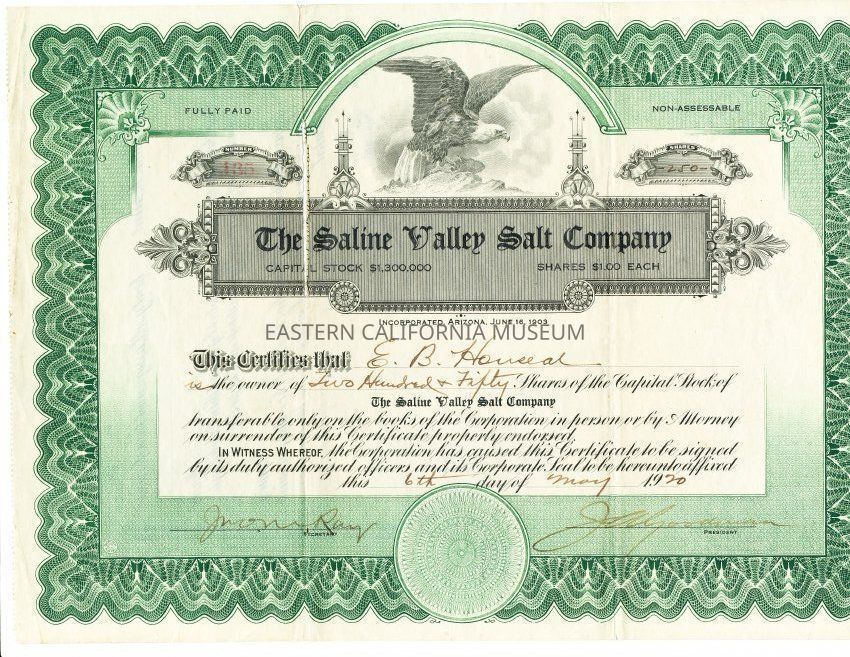 FULLY PAID
NON-ASSESSABLE
NUMBER
SHARES
-250-
The Saline Valley Salt Company
CAPITAL STOCK $1,300,000 SHARES $1.00 EACH
INCORPORATED, ARIZONA, JUNE 16, 1903
EASTERN CALIFORNIA MUSEUM
This Certifies that E. B. Houseal
is the owner of Two Hundred & Fifty Shares of the Capital Stock of
The Saline Valley Salt Company
transferable only on the books of the Corporation in person or by Attorney
on surrender of this Certificate properly endorsed.
IN WITNESS WHEREOF, the Corporation has caused this Certificate to be signed
by its duly authorized officers and its Corporate Seal to be hereunto affixed
this 6th day of May 1920
SECRETARY
PRESIDENT